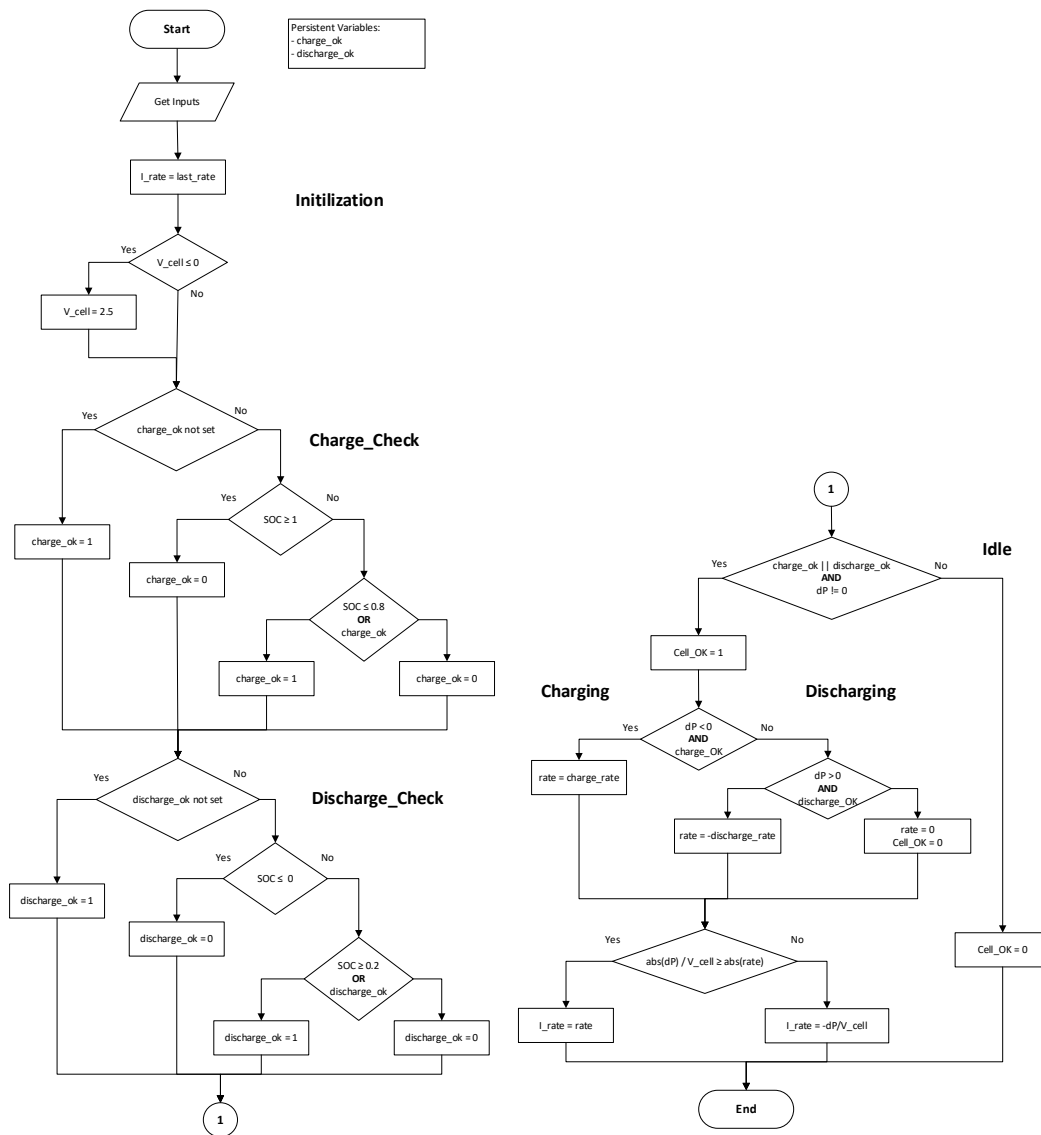 Start
Persistent Variables:
- charge_ok
- discharge_ok
Get Inputs
I_rate = last_rate
Initilization
Yes
V_cell ≤ 0
No
V_cell = 2.5
Yes
No
charge_ok not set
Charge_Check
Yes
No
SOC ≥ 1
charge_ok = 1
charge_ok = 0
SOC ≤ 0.8
OR
charge_ok
charge_ok = 1
charge_ok = 0
Yes
No
discharge_ok not set
Discharge_Check
Yes
No
SOC ≤ 0
discharge_ok = 1
discharge_ok = 0
SOC ≥ 0.2
OR
discharge_ok
discharge_ok = 1
discharge_ok = 0
1
1
Idle
Yes
charge_ok || discharge_ok
AND
dP != 0
No
Cell_OK = 1
Charging
Discharging
Yes
dP < 0
AND
charge_OK
No
rate = charge_rate
dP > 0
AND
discharge_OK
rate = -discharge_rate
rate = 0
Cell_OK = 0
Yes
No
abs(dP) / V_cell ≥ abs(rate)
Cell_OK = 0
I_rate = rate
I_rate = -dP/V_cell
End